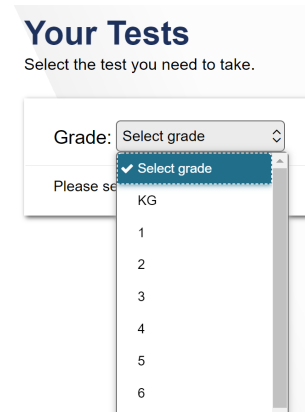 Your Tests
Select the test you need to take.
Grade: Select grade
Select grade
Please se
KG
1
2
3
4
5
6